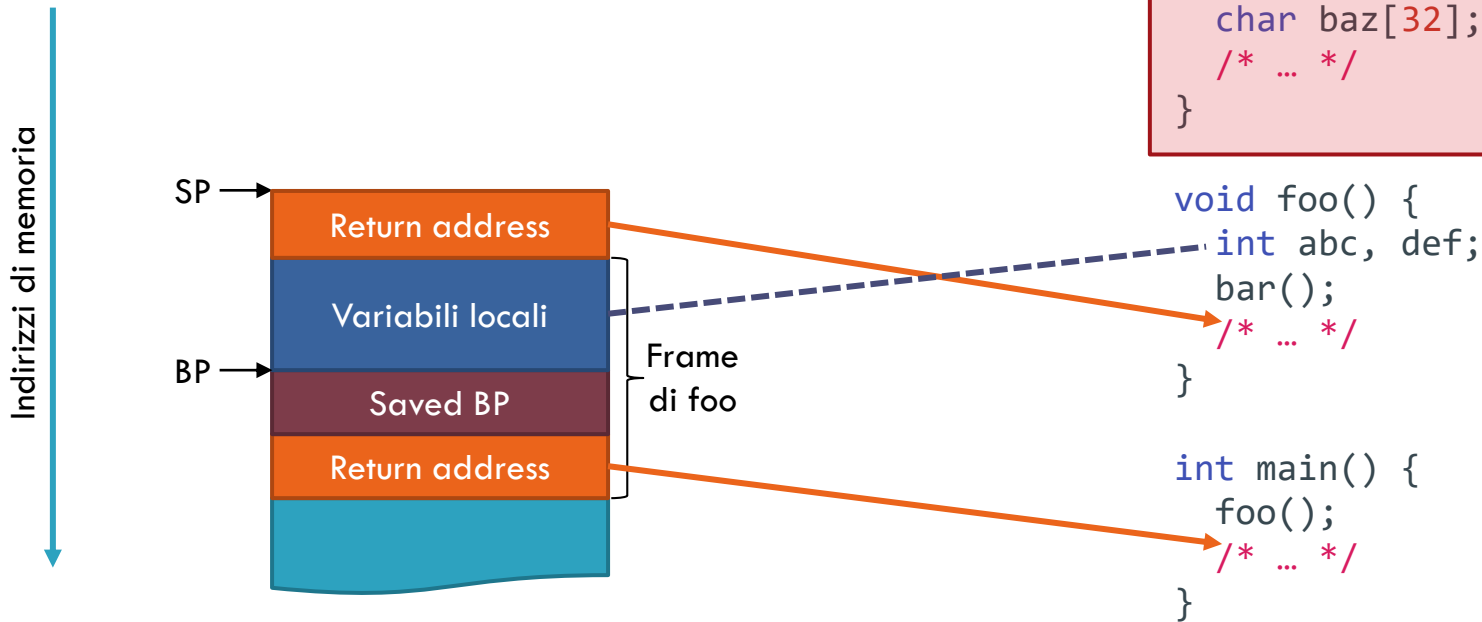 Indirizzi di memoria
SP
BP
Return address
Variabili locali
Saved BP
Return address
Frame
di foo
char baz[32];
/* … */
}
void foo() {
int abc, def;
bar();
/* … */
}
int main() {
foo();
/* … */
}